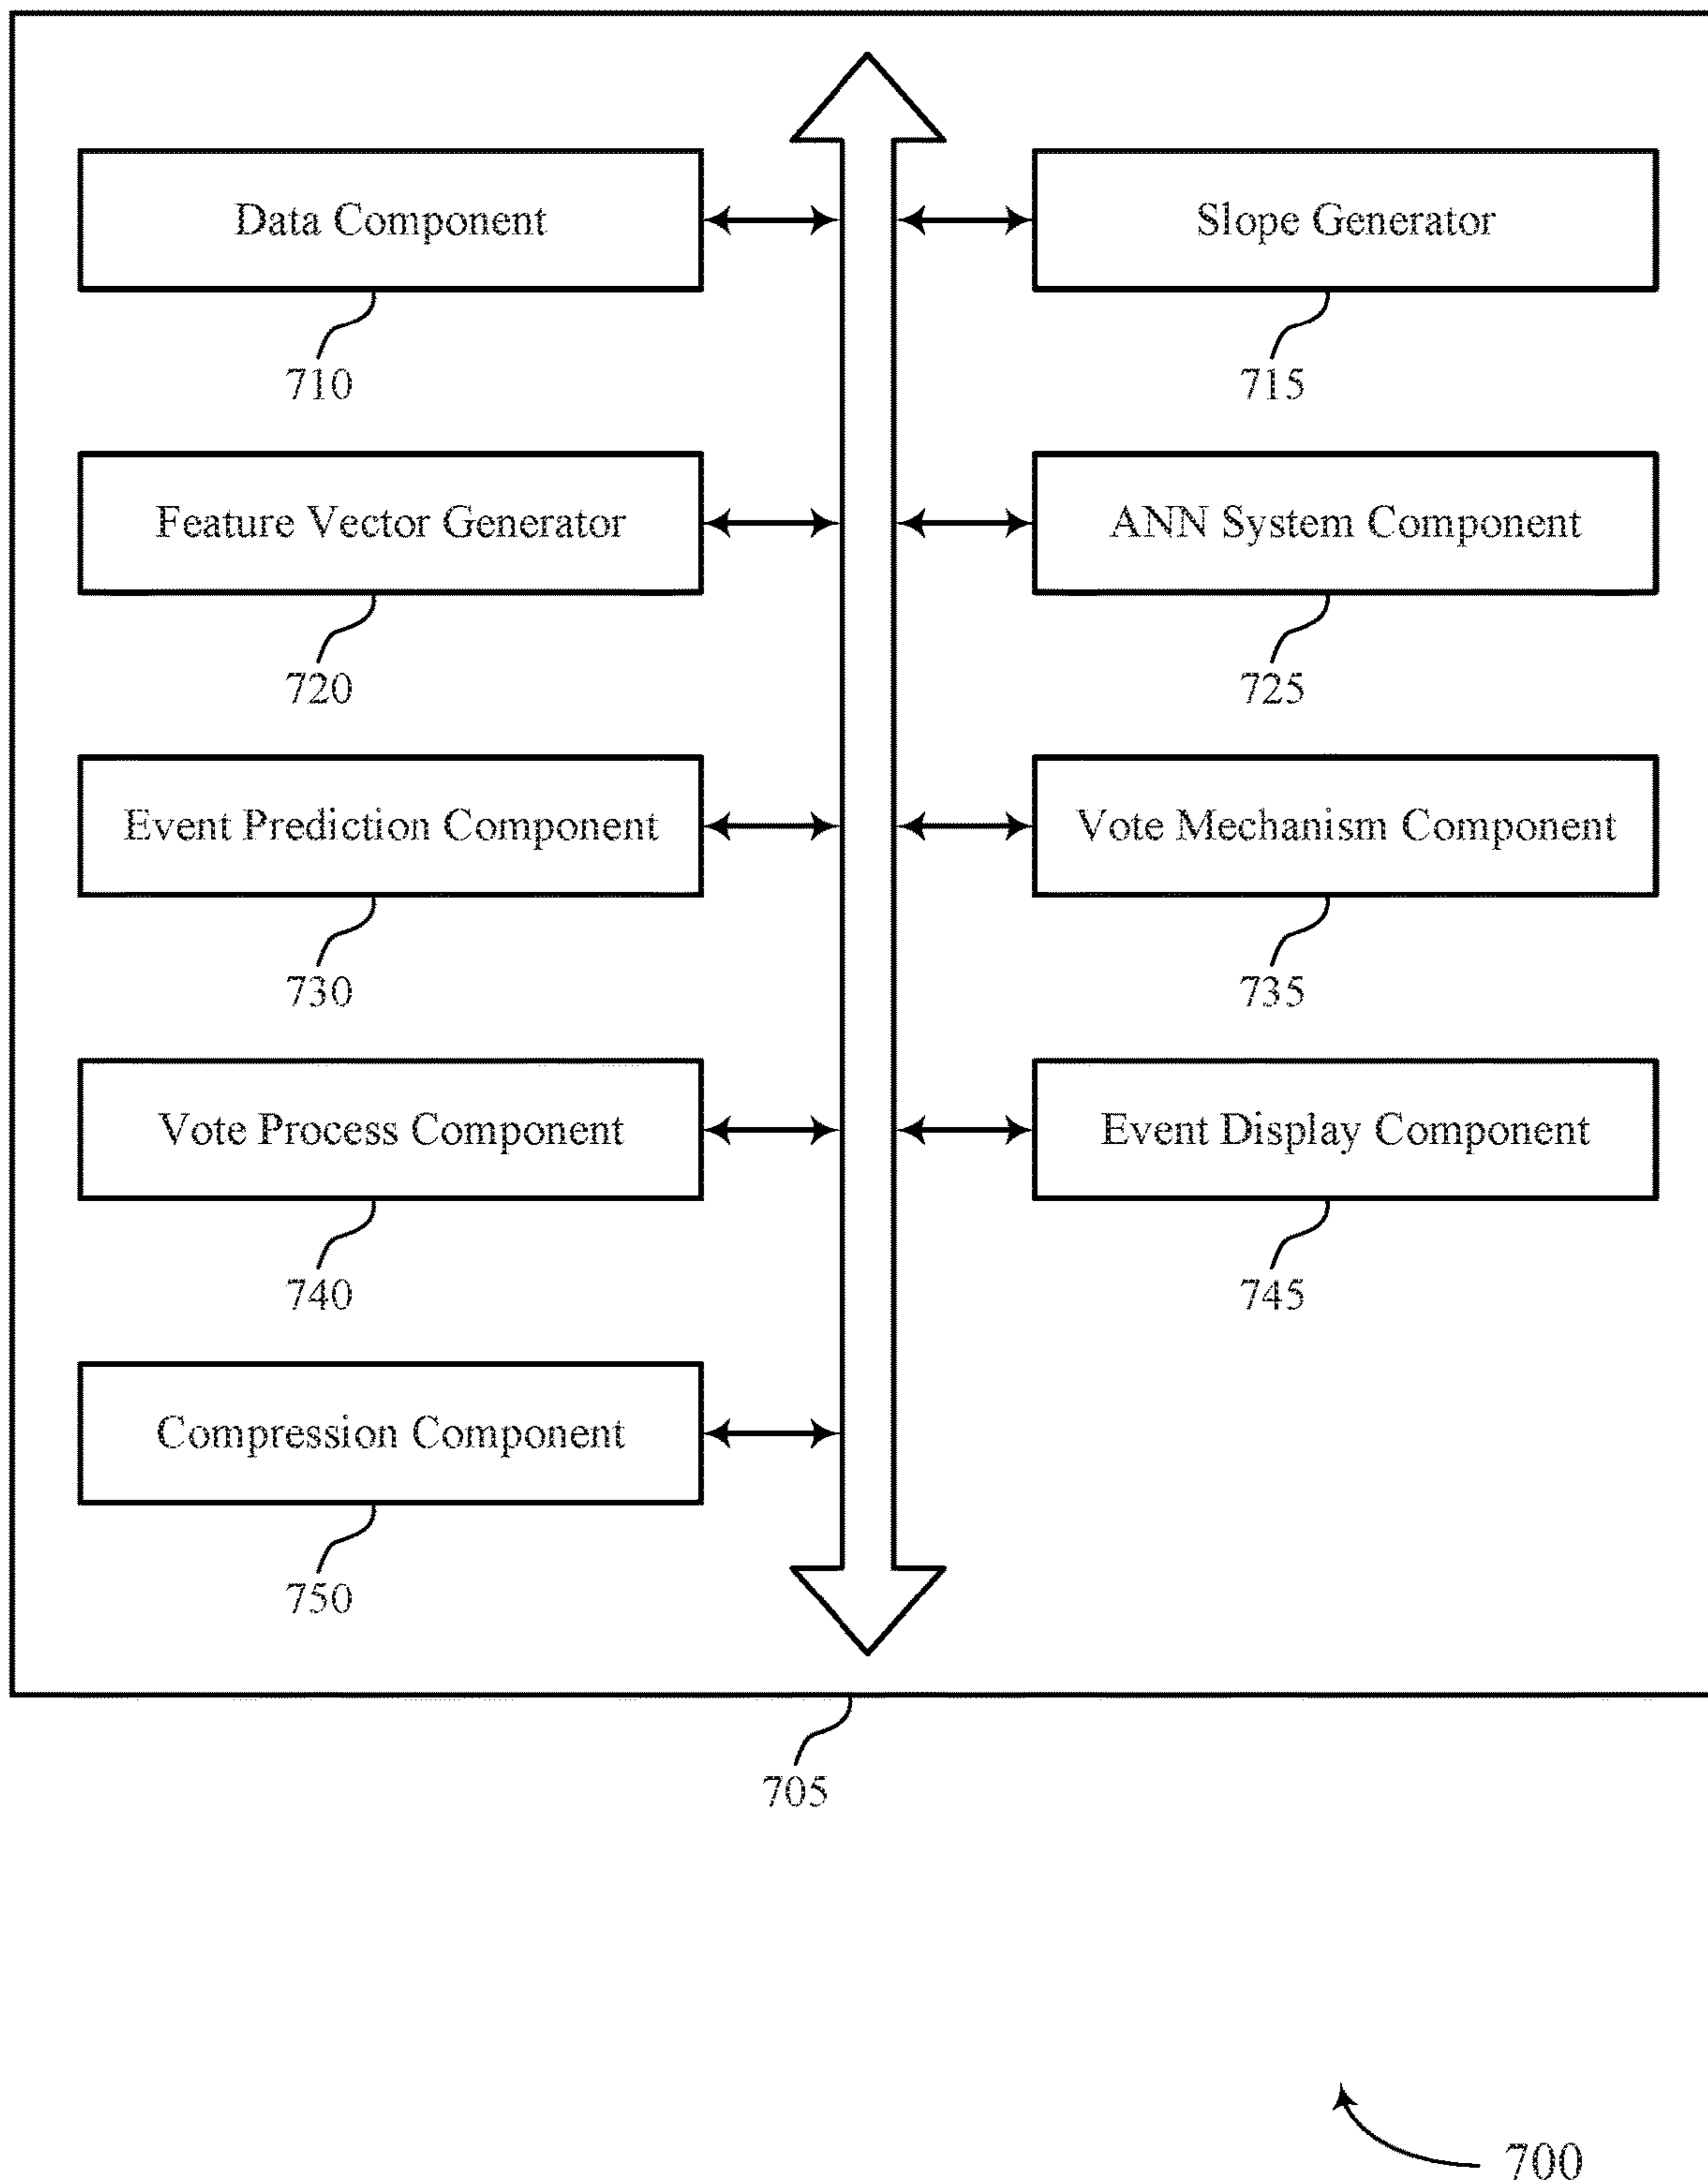 Data Component
Slope Generator
710
715
Feature Vector Generator
ANN System Component
720
725
Event Prediction Component
Vote Mechanism Component
730
735
Vote Process Component
Event Display Component
740
745
Compression Component
750
705
700